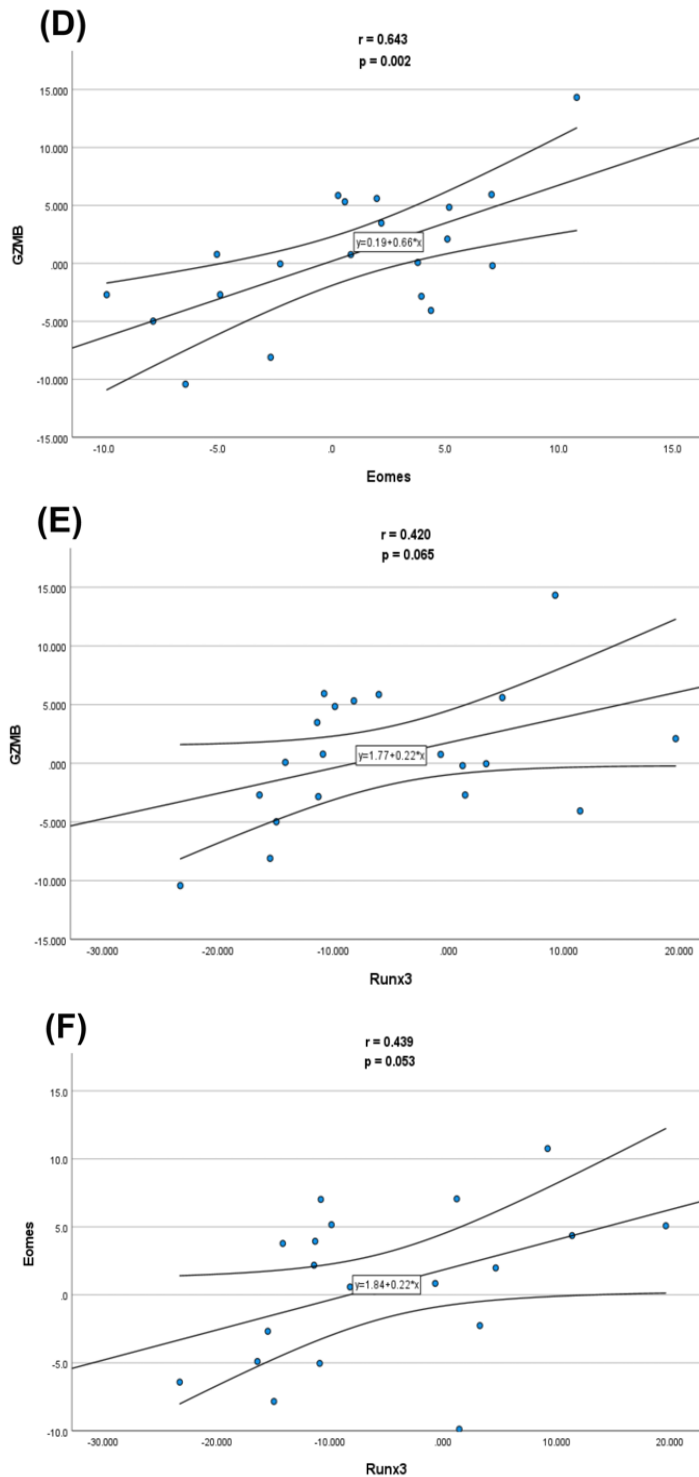 (D)
r = 0.643
p = 0.002
15.000
10.000
5.000
.000
-5.000
-10.000
-15.000
GZMB
y=0.19+0.66*x
-10.0 -5.0 .0 5.0 10.0 15.0
Eomes
(E)
r = 0.420
p = 0.065
15.000
10.000
5.000
.000
-5.000
-10.000
-15.000
GZMB
y=1.77+0.22*x
-30.000 -20.000 -10.000 .000 10.000 20.000
Runx3
(F)
r = 0.439
p = 0.053
15.0
10.0
5.0
.0
-5.0
-10.0
Eomes
y=1.84+0.22*x
-30.000 -20.000 -10.000 .000 10.000 20.000
Runx3